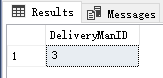 Results Messages
DeliveryManID
1 3